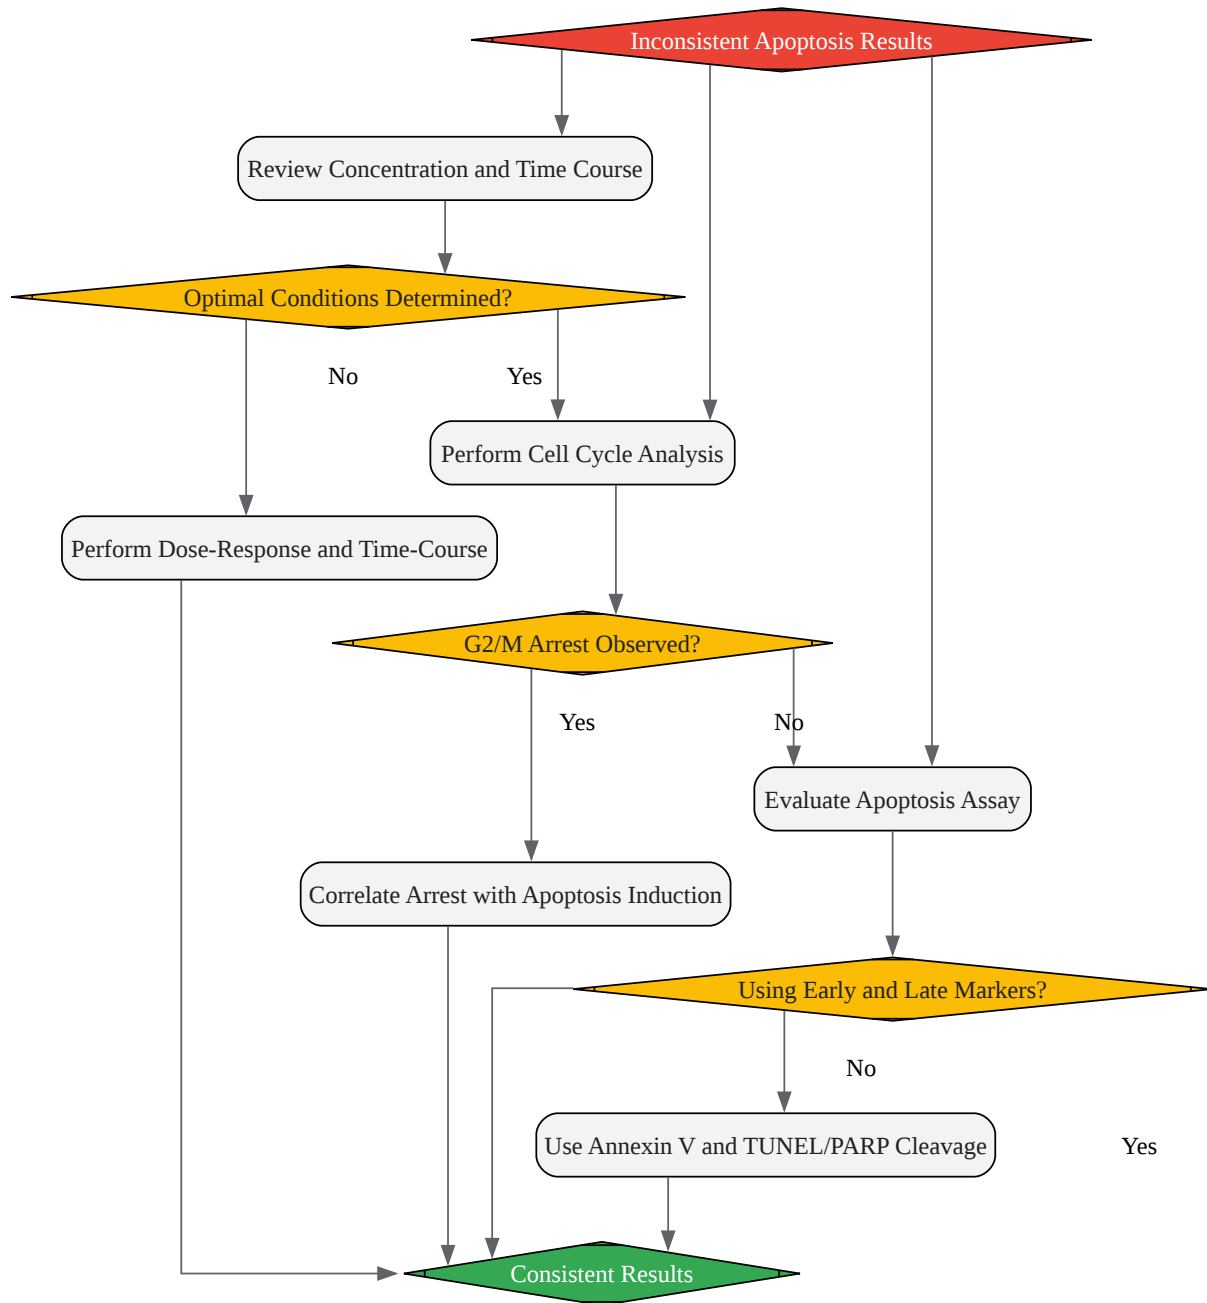 Inconsistent Apoptosis Results
Review Concentration and Time Course
Optimal Conditions Determined?
No
Yes
Perform Cell Cycle Analysis
Perform Dose-Response and Time-Course
G2/M Arrest Observed?
Yes
No
Evaluate Apoptosis Assay
Correlate Arrest with Apoptosis Induction
Using Early and Late Markers?
No
Use Annexin V and TUNEL/PARP Cleavage
Yes
Consistent Results